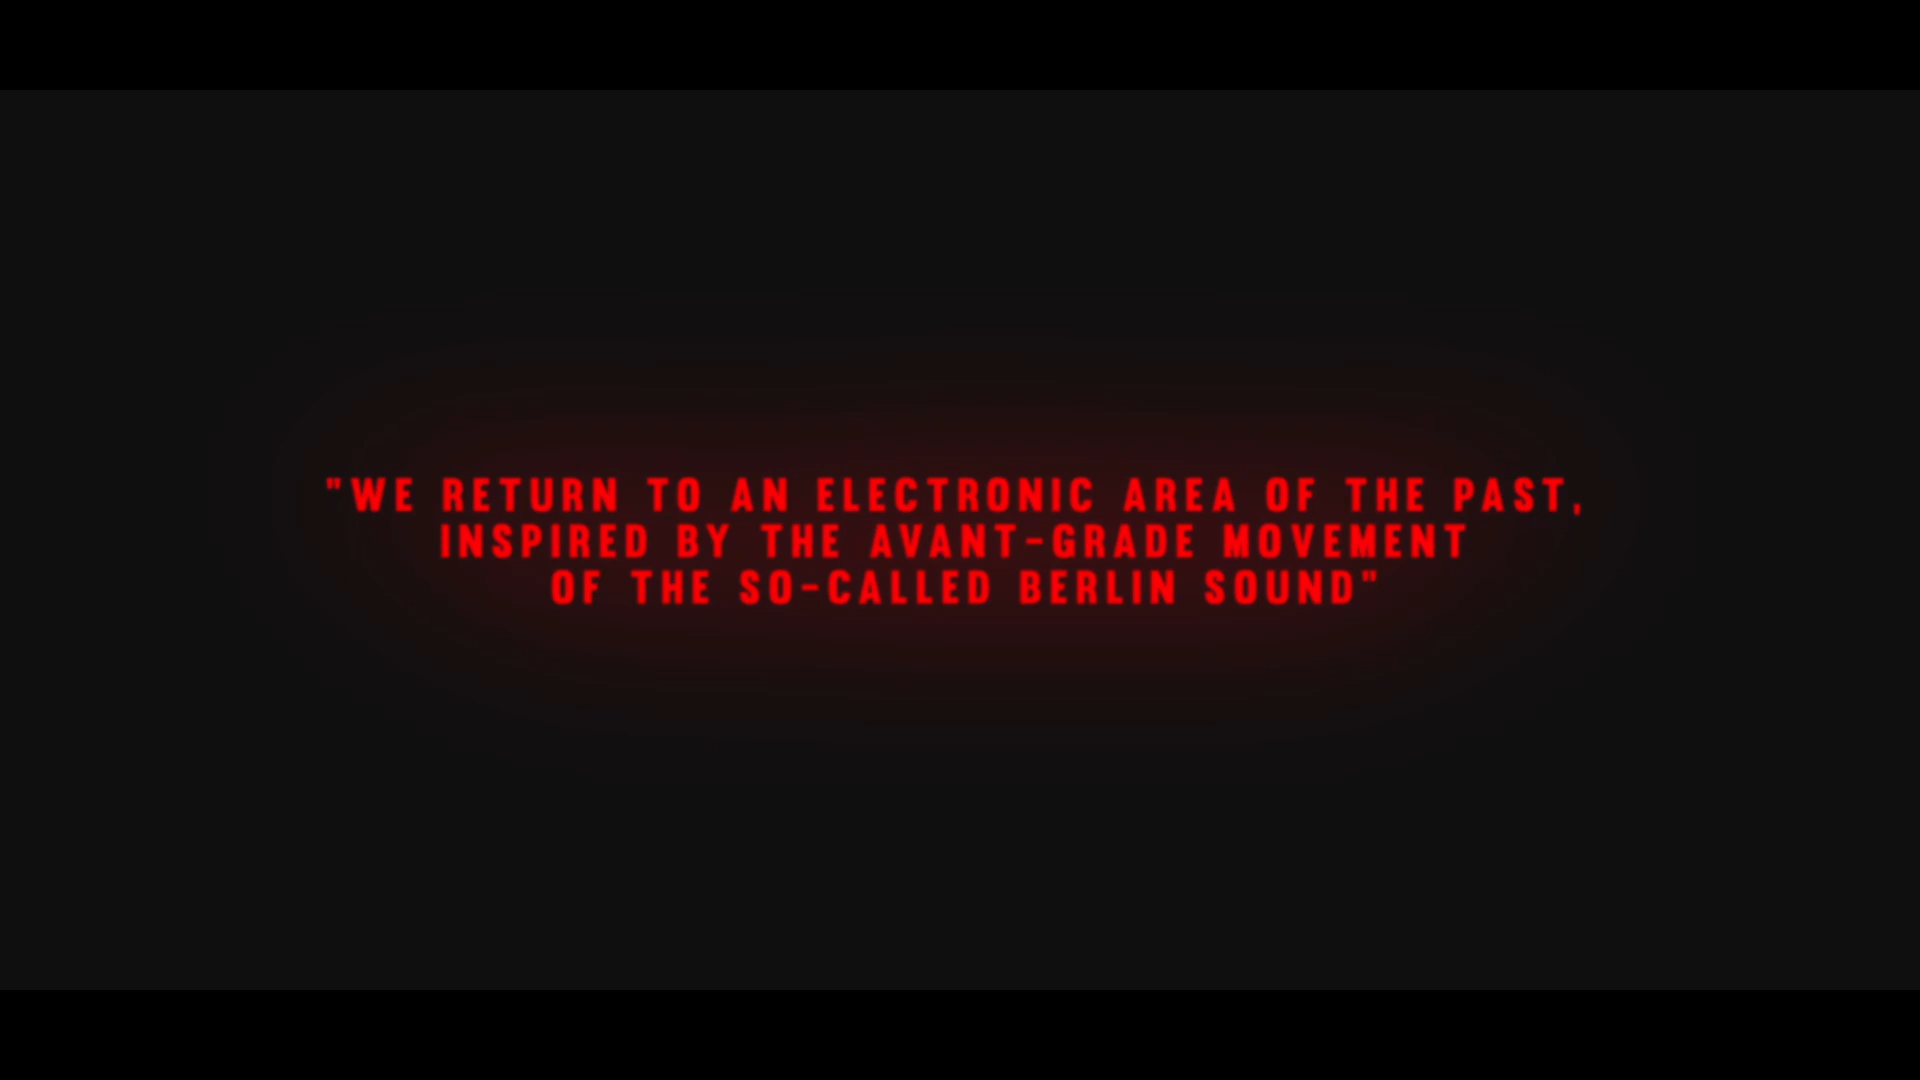 "WE RETURN TO AN ELECTRONIC AREA OF THE PAST,
INSPIRED BY THE AVANT-GRADE MOVEMENT
OF THE SO-CALLED BERLIN SOUND"